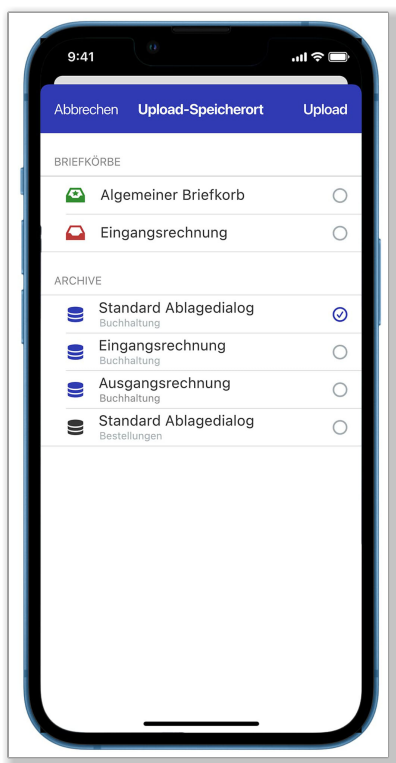 9:41
Abbrechen Upload-Speicherort Upload
BRIEFKÖRBE
Algemeiner Briefkorb
Eingangsrechnung
ARCHIVE
Standard Ablagedialog
Buchhaltung
Eingangsrechnung
Buchhaltung
Ausgangsrechnung
Buchhaltung
Standard Ablagedialog
Bestellungen